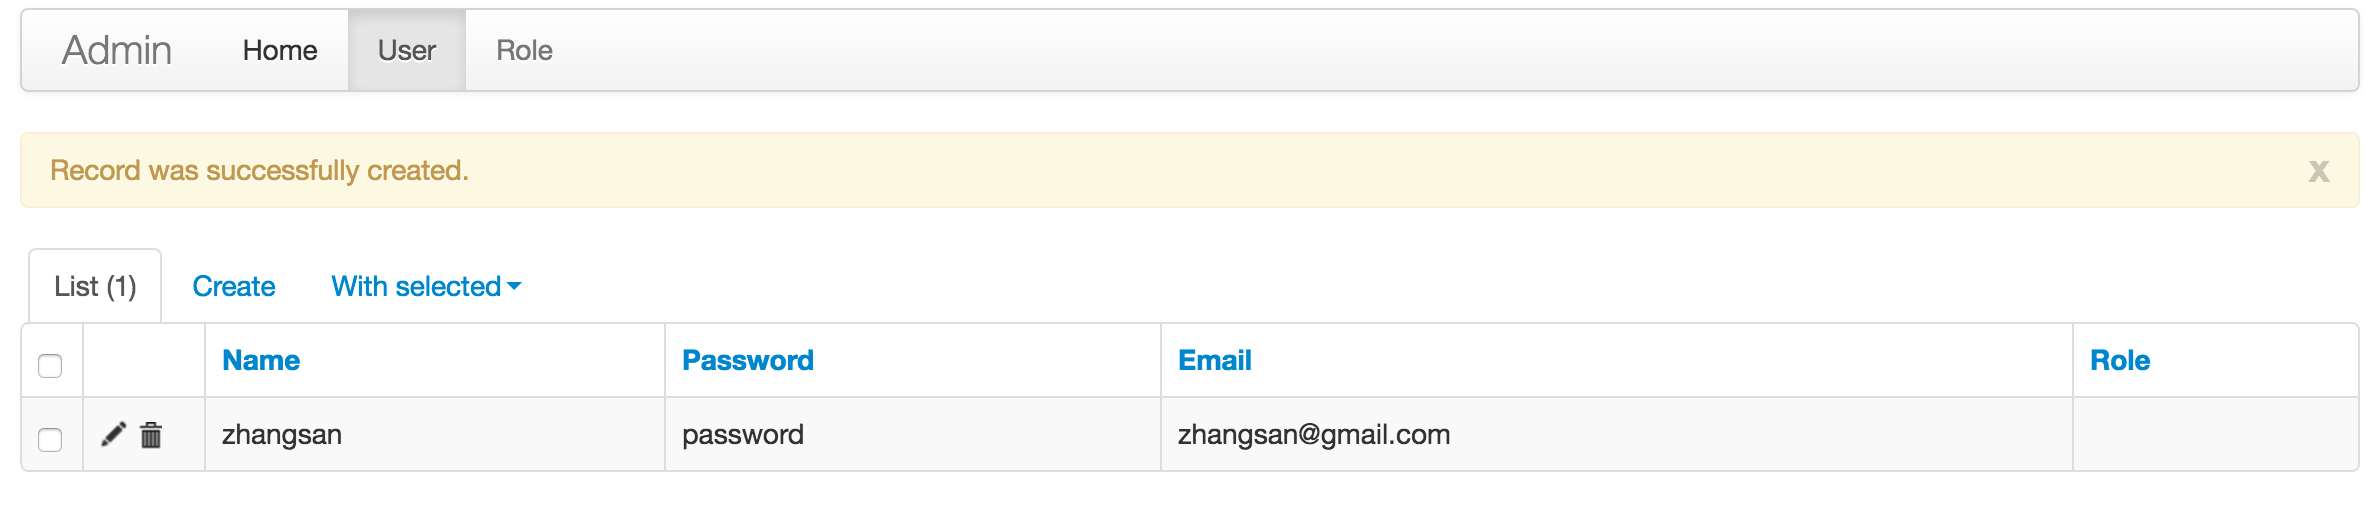 Admin Home User Role
Record was successfully created. x
List (1) Create With selected
Name Password Email Role
zhangsan password zhangsan@gmail.com